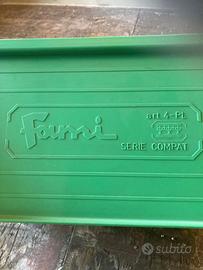 Fami
art. 4-PL
SERIE COMPAT
subito